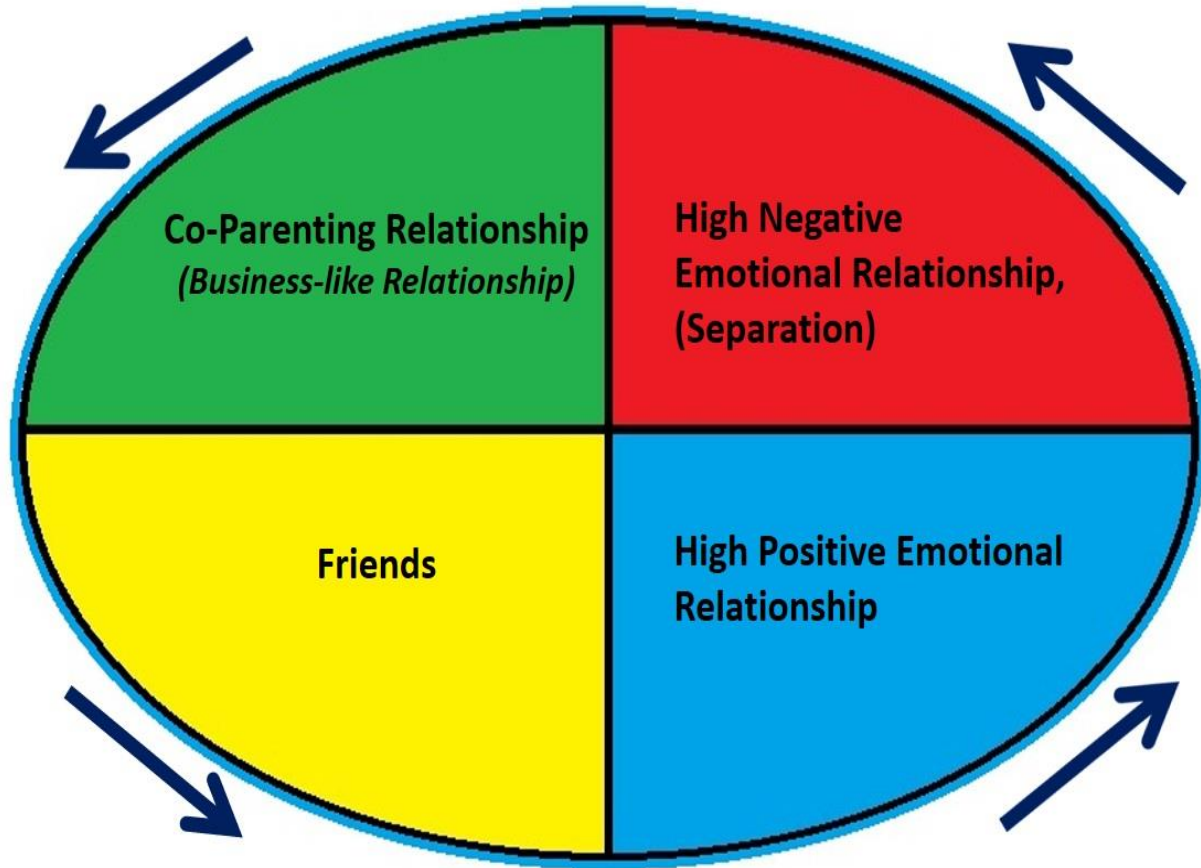 Co-Parenting Relationship
(Business-like Relationship)
High Negative
Emotional Relationship,
(Separation)
Friends
High Positive Emotional
Relationship